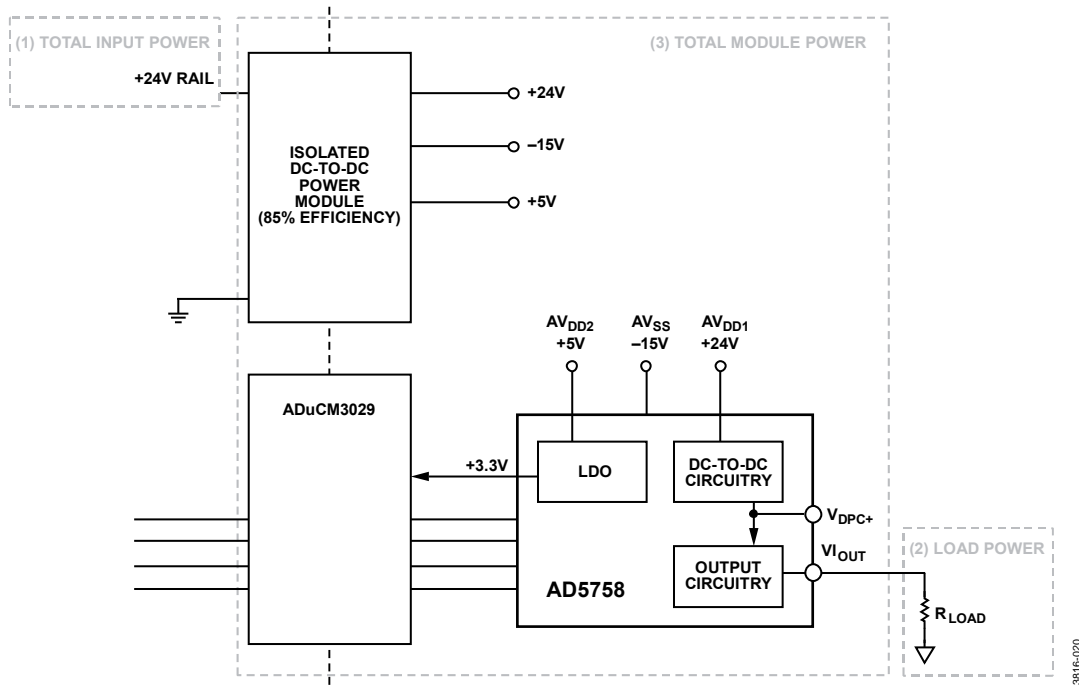 (1) TOTAL INPUT POWER
+24V RAIL
(3) TOTAL MODULE POWER
ISOLATED
DC-TO-DC
POWER
MODULE
(85% EFFICIENCY)
+24V
–15V
+5V
ADuCM3029
AVDD2
+5V
AVSS
–15V
AVDD1
+24V
+3.3V
LDO
DC-TO-DC
CIRCUITRY
VDPC+
VIOUT
OUTPUT
CIRCUITRY
AD5758
(2) LOAD POWER
RLOAD
3816-020